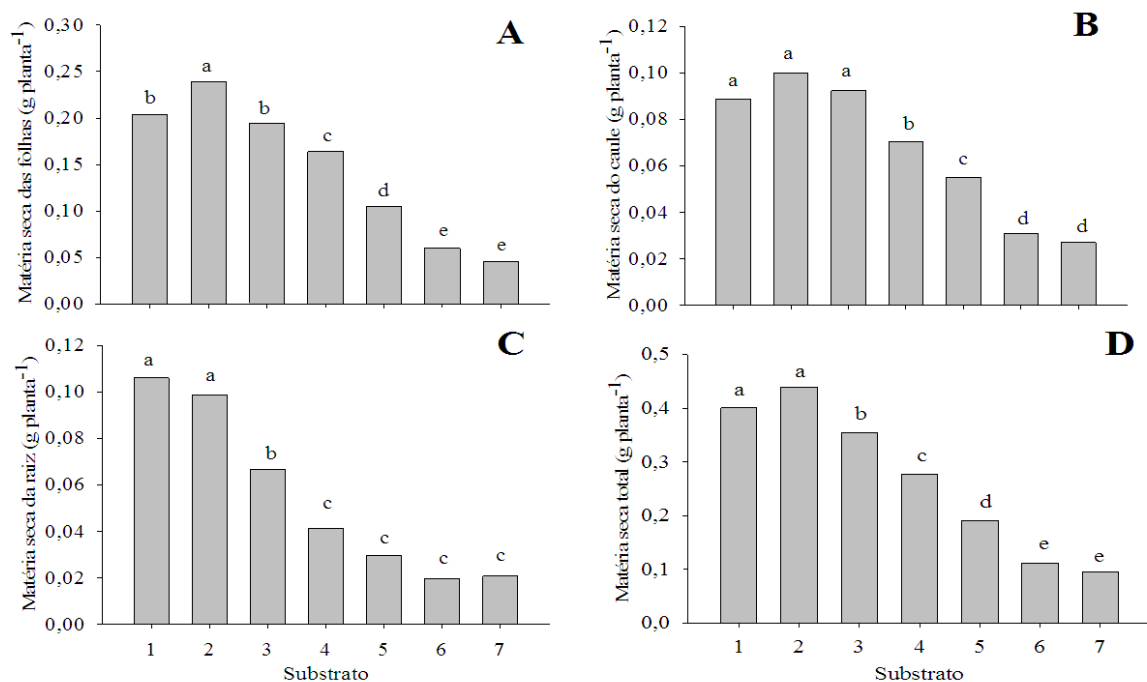 A
Matéria seca das folhas (g planta-1)
0,30
0,25
0,20
0,15
0,10
0,05
0,00
b
a
b
c
d
e
e
B
Matéria seca do caule (g planta-1)
0,12
0,10
0,08
0,06
0,04
0,02
0,00
a
a
a
b
c
d
d
C
Matéria seca da raiz (g planta-1)
0,12
0,10
0,08
0,06
0,04
0,02
0,00
a
a
b
c
c
c
c
1 2 3 4 5 6 7
Substrato
D
Matéria seca total (g planta-1)
0,5
0,4
0,3
0,2
0,1
0,0
a
a
b
c
d
e
e
1 2 3 4 5 6 7
Substrato